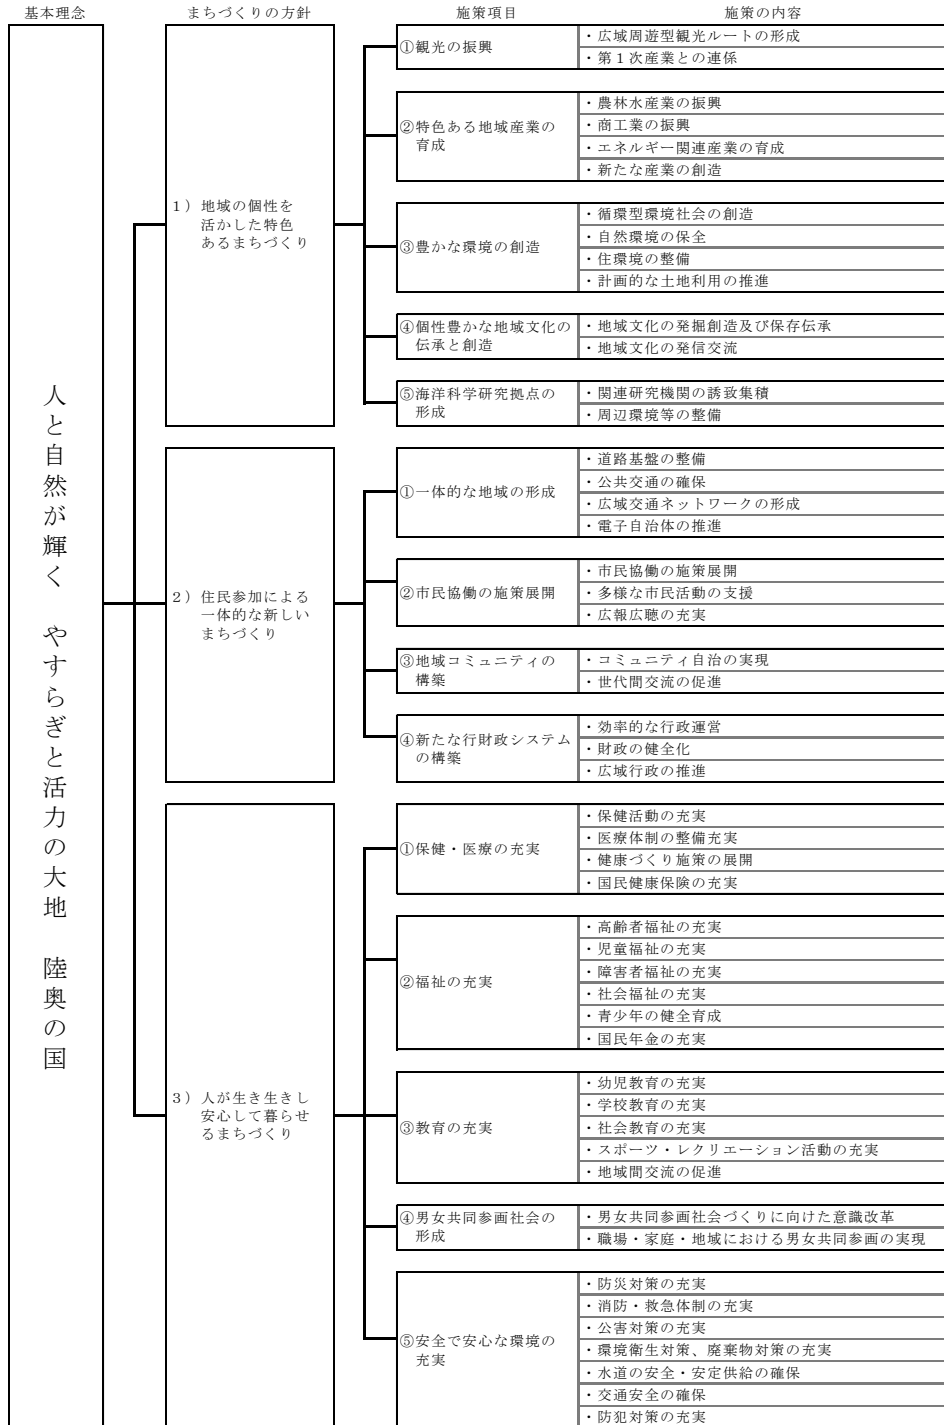 基本理念
まちづくりの方針
施策項目
施策の内容
人と自然が輝く　やすらぎと活力の大地　陸奥の国
１）地域の個性を
活かした特色
あるまちづくり
①観光の振興
・広域周遊型観光ルートの形成
・第１次産業との連係
②特色ある地域産業の
育成
・農林水産業の振興
・商工業の振興
・エネルギー関連産業の育成
・新たな産業の創造
③豊かな環境の創造
・循環型環境社会の創造
・自然環境の保全
・住環境の整備
・計画的な土地利用の推進
④個性豊かな地域文化の
伝承と創造
・地域文化の発掘創造及び保存伝承
・地域文化の発信交流
⑤海洋科学研究拠点の
形成
・関連研究機関の誘致集積
・周辺環境等の整備
２）住民参加による
一体的な新しい
まちづくり
①一体的な地域の形成
・道路基盤の整備
・公共交通の確保
・広域交通ネットワークの形成
・電子自治体の推進
②市民協働の施策展開
・市民協働の施策展開
・多様な市民活動の支援
・広報広聴の充実
③地域コミュニティの
構築
・コミュニティ自治の実現
・世代間交流の促進
④新たな行財政システム
の構築
・効率的な行政運営
・財政の健全化
・広域行政の推進
３）人が生き生きし
安心して暮らせ
るまちづくり
①保健・医療の充実
・保健活動の充実
・医療体制の整備充実
・健康づくり施策の展開
・国民健康保険の充実
②福祉の充実
・高齢者福祉の充実
・児童福祉の充実
・障害者福祉の充実
・社会福祉の充実
・青少年の健全育成
・国民年金の充実
③教育の充実
・幼児教育の充実
・学校教育の充実
・社会教育の充実
・スポーツ・レクリエーション活動の充実
・地域間交流の促進
④男女共同参画社会の
形成
・男女共同参画社会づくりに向けた意識改革
・職場・家庭・地域における男女共同参画の実現
⑤安全で安心な環境の
充実
・防災対策の充実
・消防・救急体制の充実
・公害対策の充実
・環境衛生対策、廃棄物対策の充実
・水道の安全・安定供給の確保
・交通安全の確保
・防犯対策の充実